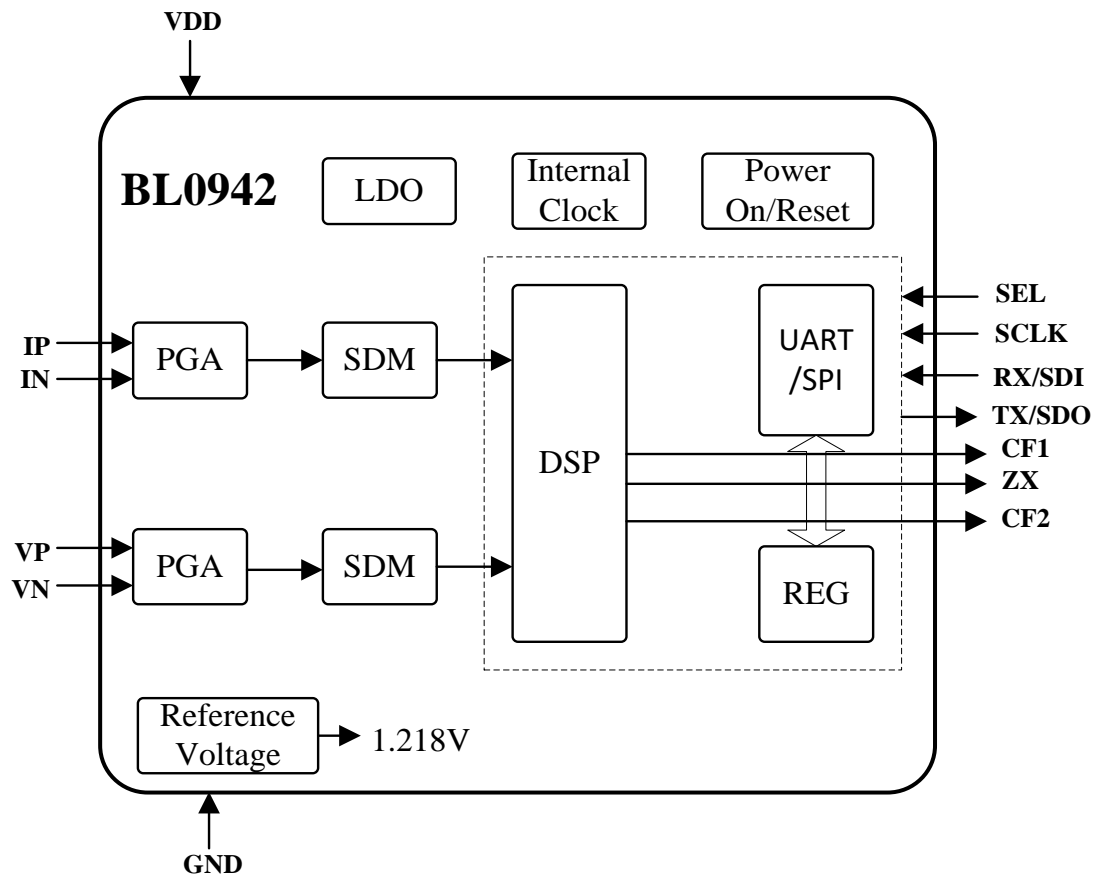 VDD
BL0942
LDO
Internal
Clock
Power
On/Reset
SEL
SCLK
RX/SDI
TX/SDO
CF1
ZX
CF2
IP
IN
PGA
SDM
UART
/SPI
DSP
VP
VN
PGA
SDM
REG
Reference
Voltage
1.218V
GND